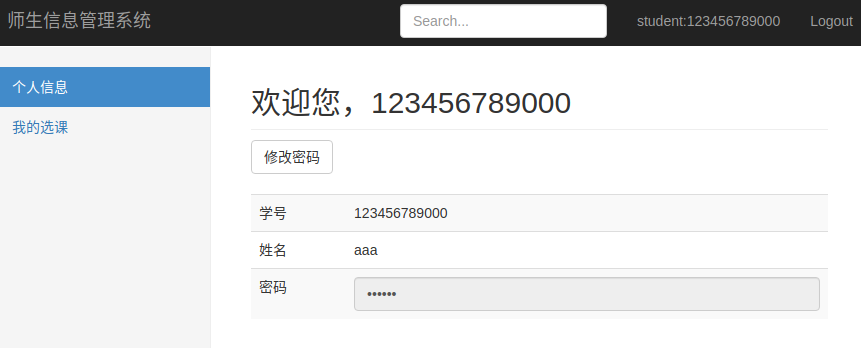 师生信息管理系统 Search... student:123456789000 Logout
个人信息
我的选课
欢迎您，123456789000
修改密码
学号 123456789000
姓名 aaa
密码 ••••••